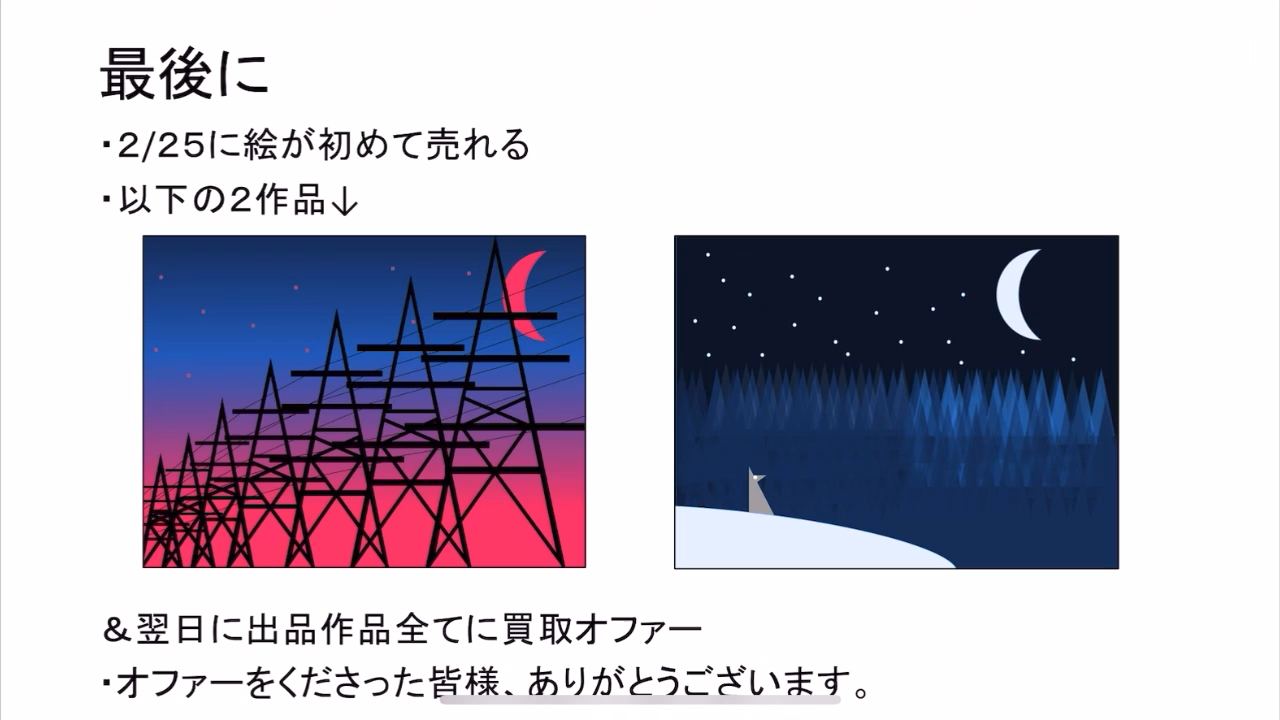 最後に
・2/25に絵が初めて売れる
・以下の２作品↓
＆翌日に出品作品全てに買取オファー
・オファーをくださった皆様、ありがとうございます。